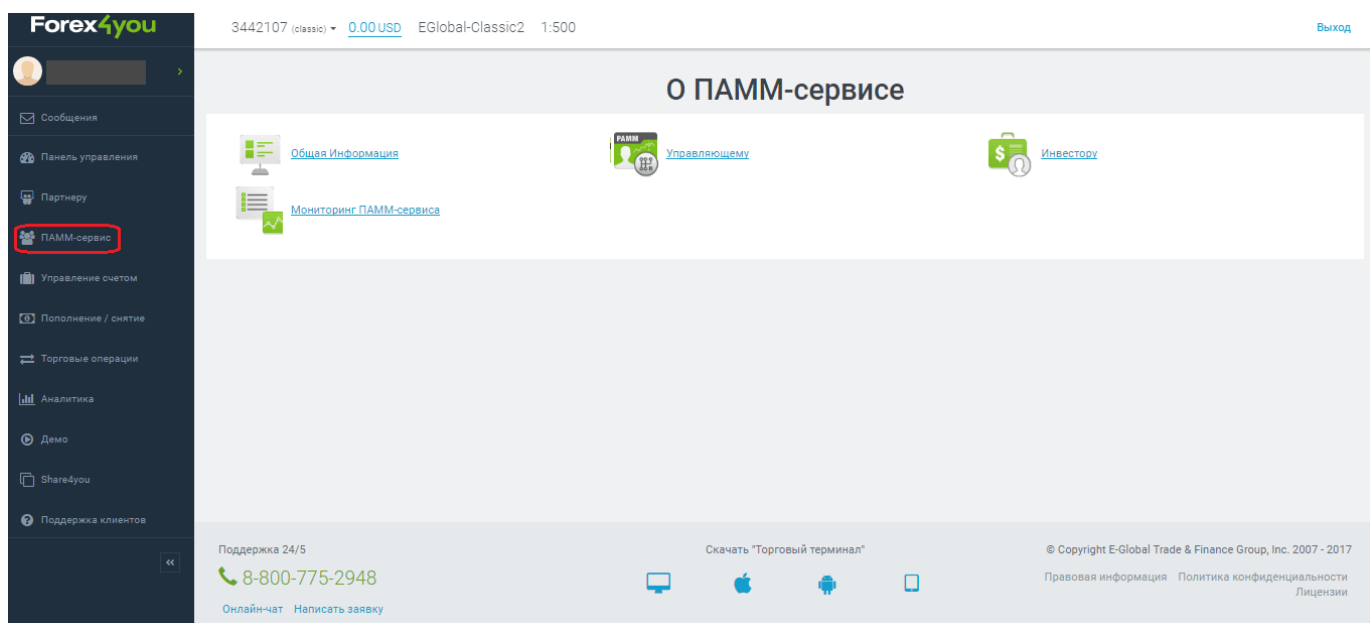 Forex4you
3442107 (classic) 0.00 USD EGlobal-Classic2 1:500
Выход
Сообщения
Панель управления
Партнеру
ПАММ-сервис
Управление счетом
Пополнение / снятие
Торговые операции
Аналитика
Демо
Share4you
Поддержка клиентов
О ПАММ-сервисе
Общая Информация
PAMM
Управляющему
Инвестору
Мониторинг ПАММ-сервиса
Поддержка 24/5
8-800-775-2948
Онлайн-чат Написать заявку
Скачать "Торговый терминал"
© Copyright E-Global Trade & Finance Group, Inc. 2007 - 2017
Правовая информация Политика конфиденциальности
Лицензии